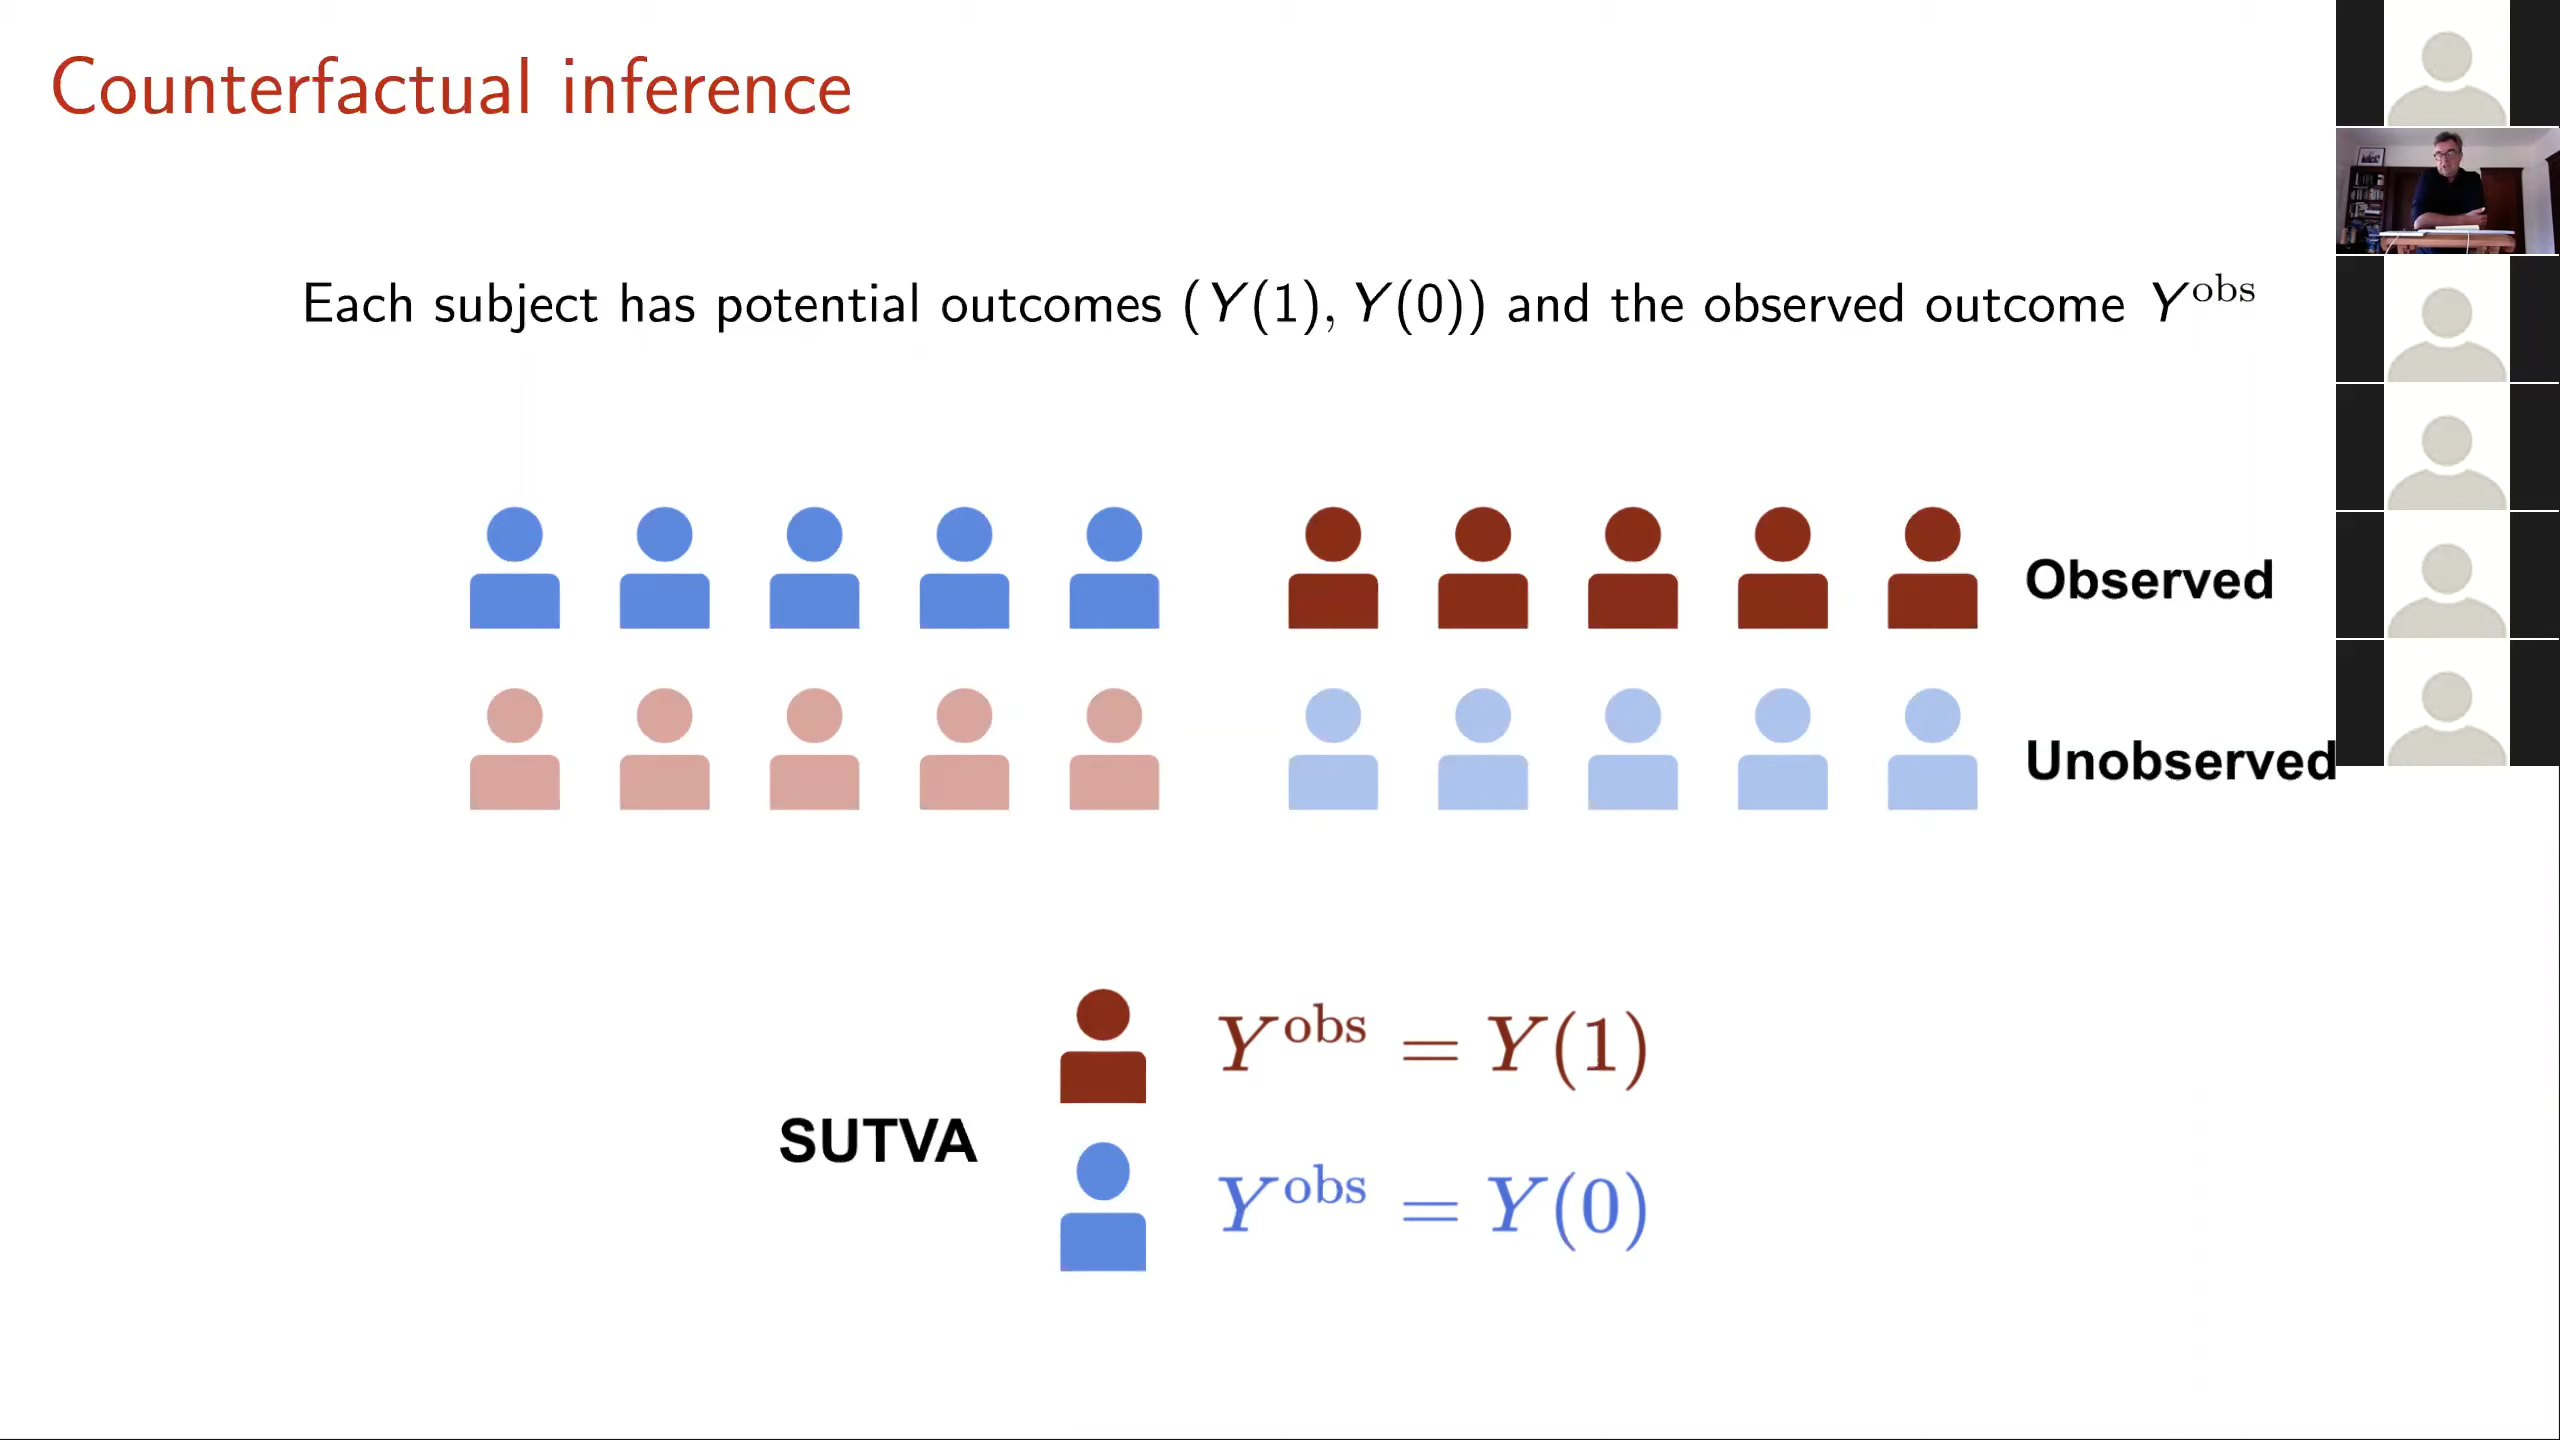 Counterfactual inference
Each subject has potential outcomes (Y(1), Y(0)) and the observed outcome Y^obs
Observed
Unobserved
Y^obs = Y(1)
SUTVA
Y^obs = Y(0)